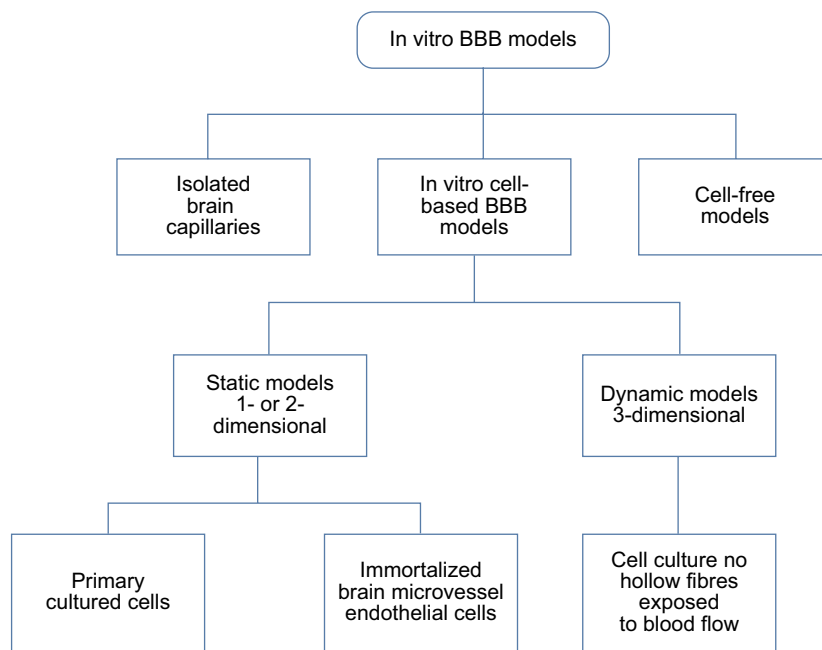 In vitro BBB models
Isolated
brain
capillaries
In vitro cell-
based BBB
models
Cell-free
models
Static models
1- or 2-
dimensional
Dynamic models
3-dimensional
Primary
cultured cells
Immortalized
brain microvessel
endothelial cells
Cell culture no
hollow fibres
exposed
to blood flow